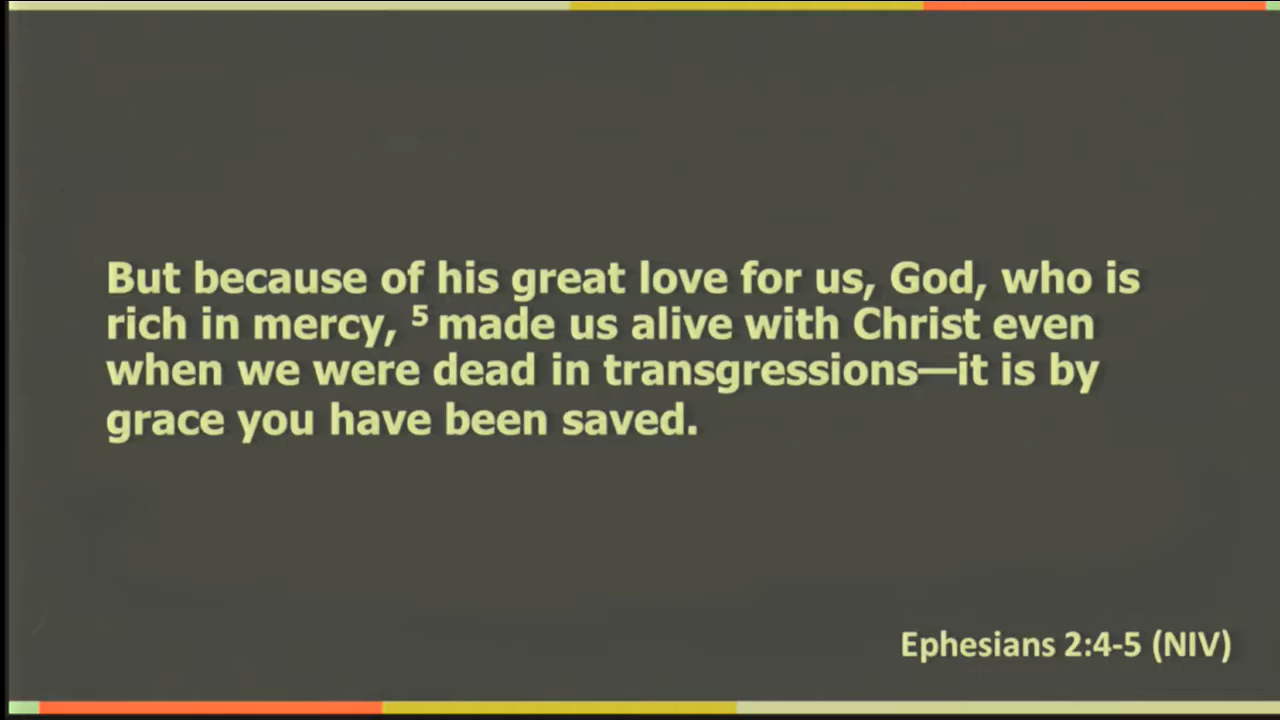 But because of his great love for us, God, who is
rich in mercy, ⁵ made us alive with Christ even
when we were dead in transgressions—it is by
grace you have been saved.
Ephesians 2:4-5 (NIV)